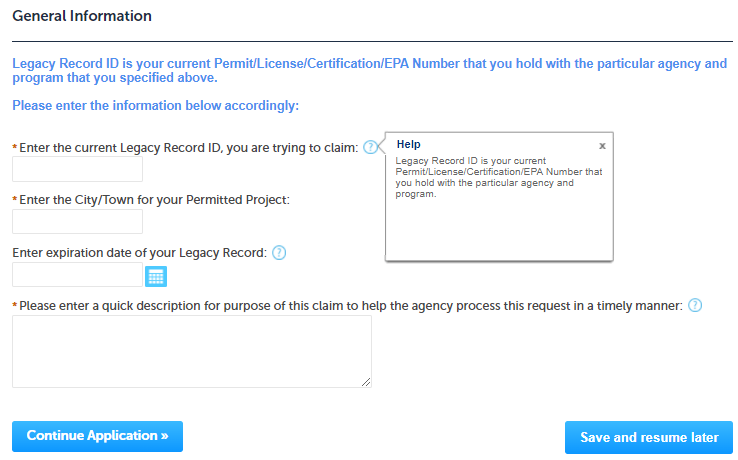 General Information
Legacy Record ID is your current Permit/License/Certification/EPA Number that you hold with the particular agency and
program that you specified above.
Please enter the information below accordingly:
* Enter the current Legacy Record ID, you are trying to claim: ?
Help x
Legacy Record ID is your current
Permit/License/Certification/EPA Number that
you hold with the particular agency and
program.
* Enter the City/Town for your Permitted Project:
Enter expiration date of your Legacy Record: ?
* Please enter a quick description for purpose of this claim to help the agency process this request in a timely manner: ?
Continue Application »
Save and resume later